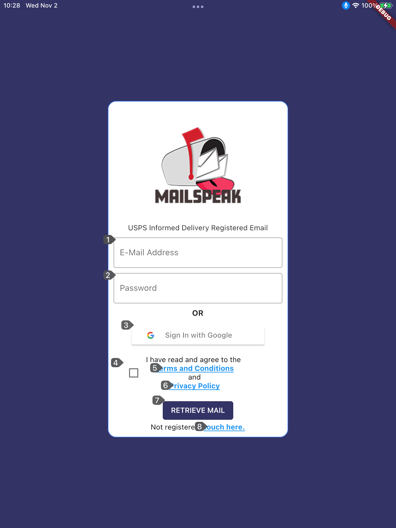 10:28 Wed Nov 2
100%
DEBUG
MAILSPEAK
USPS Informed Delivery Registered Email
1
E-Mail Address
2
Password
OR
3
Sign In with Google
4
I have read and agree to the
5 erms and Conditions
and
6 rivacy Policy
7
RETRIEVE MAIL
Not registere 8 ouch here.